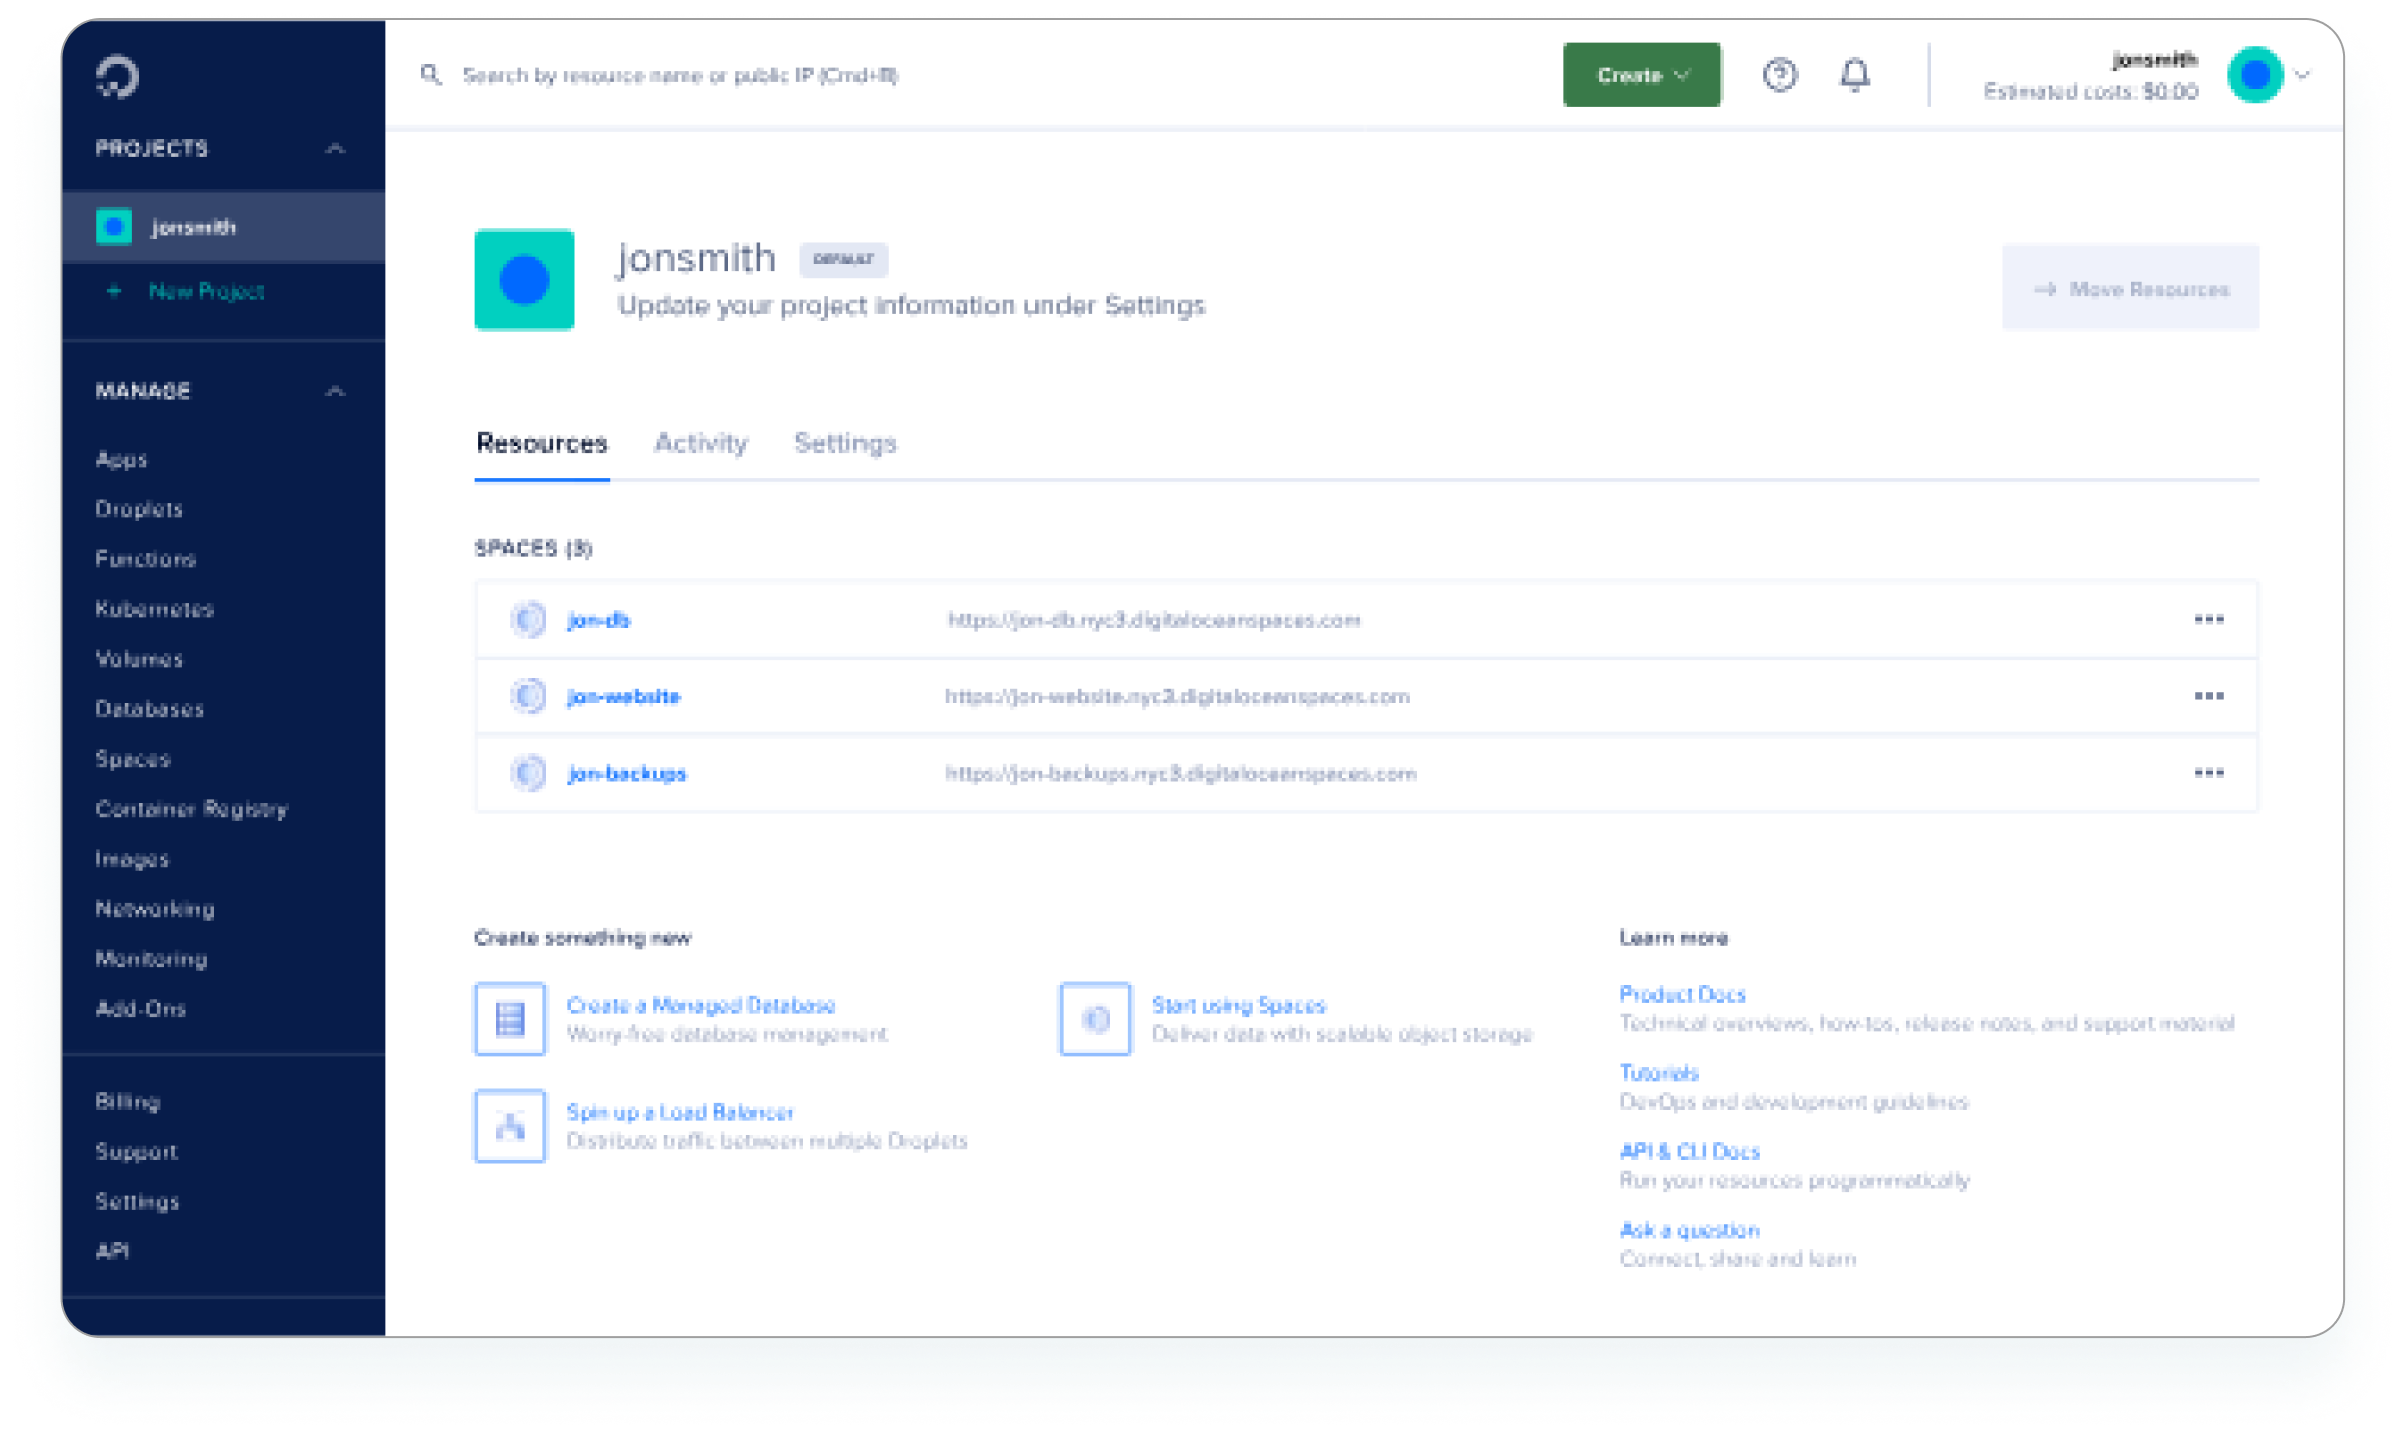 Search by resource name or public IP (Cmd+B)
Create
jonsmith
Estimated costs: $0.00
PROJECTS
jonsmith
+ New Project
MANAGE
Apps
Droplets
Functions
Kubernetes
Volumes
Databases
Spaces
Container Registry
Images
Networking
Monitoring
Add-Ons
Billing
Support
Settings
API
jonsmith
DEFAULT
Update your project information under Settings
→ Move Resources
Resources
Activity
Settings
SPACES (3)
jon-db
https://jon-db.nyc3.digitaloceanspaces.com
jon-website
https://jon-website.nyc3.digitaloceanspaces.com
jon-backups
https://jon-backups.nyc3.digitaloceanspaces.com
Create something new
Create a Managed Database
Worry-free database management
Start using Spaces
Deliver data with scalable object storage
Spin up a Load Balancer
Distribute traffic between multiple Droplets
Learn more
Product Docs
Technical overviews, how-tos, release notes, and support material
Tutorials
DevOps and development guidelines
API & CLI Docs
Run your resources programmatically
Ask a question
Connect, share and learn